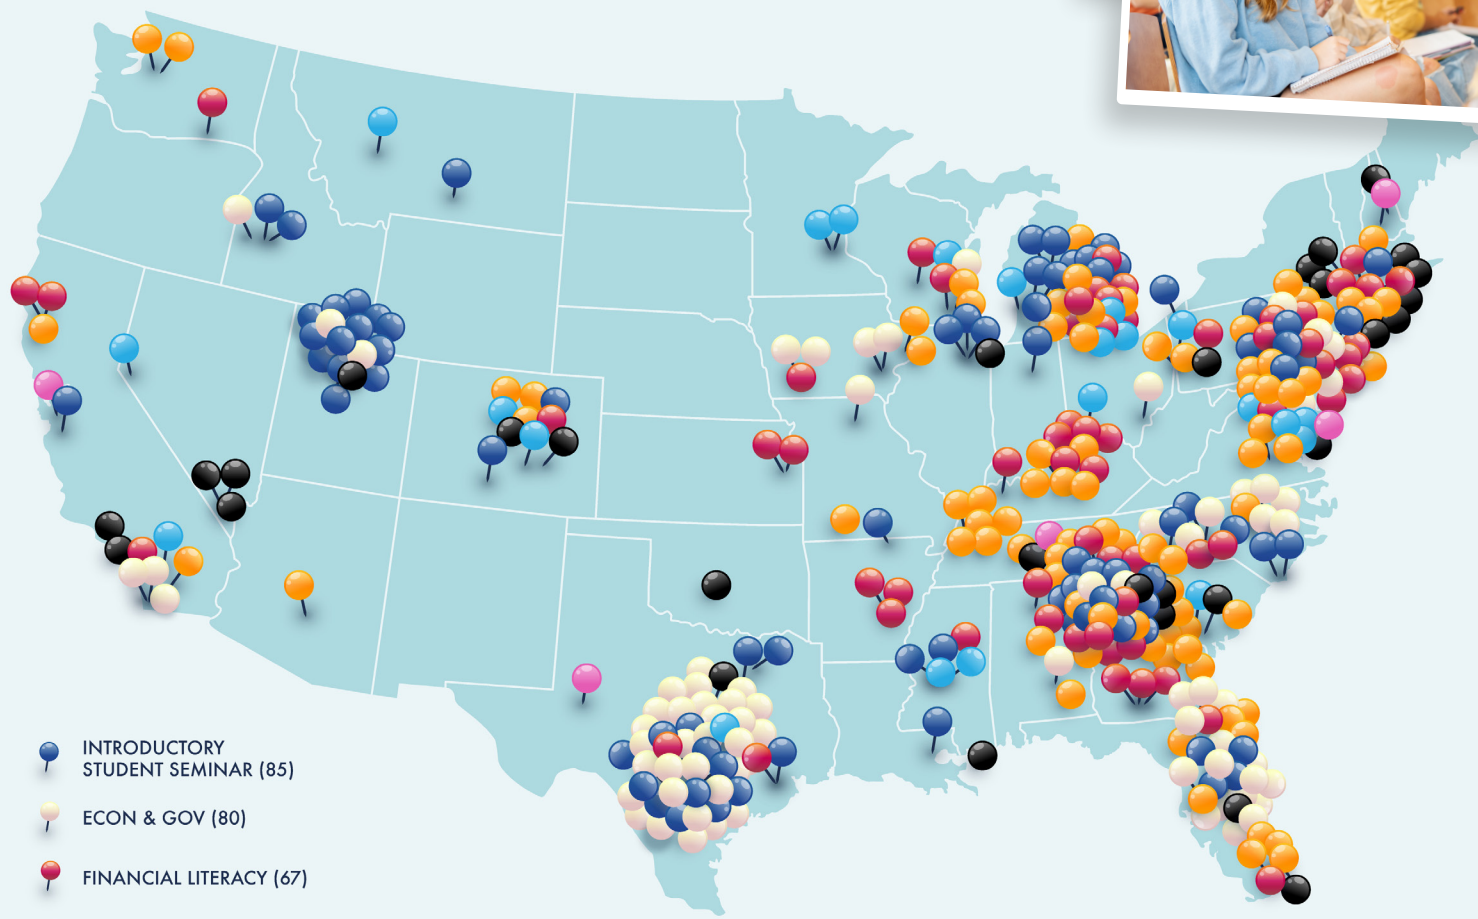 INTRODUCTORY
STUDENT SEMINAR (85)
ECON & GOV (80)
FINANCIAL LITERACY (67)